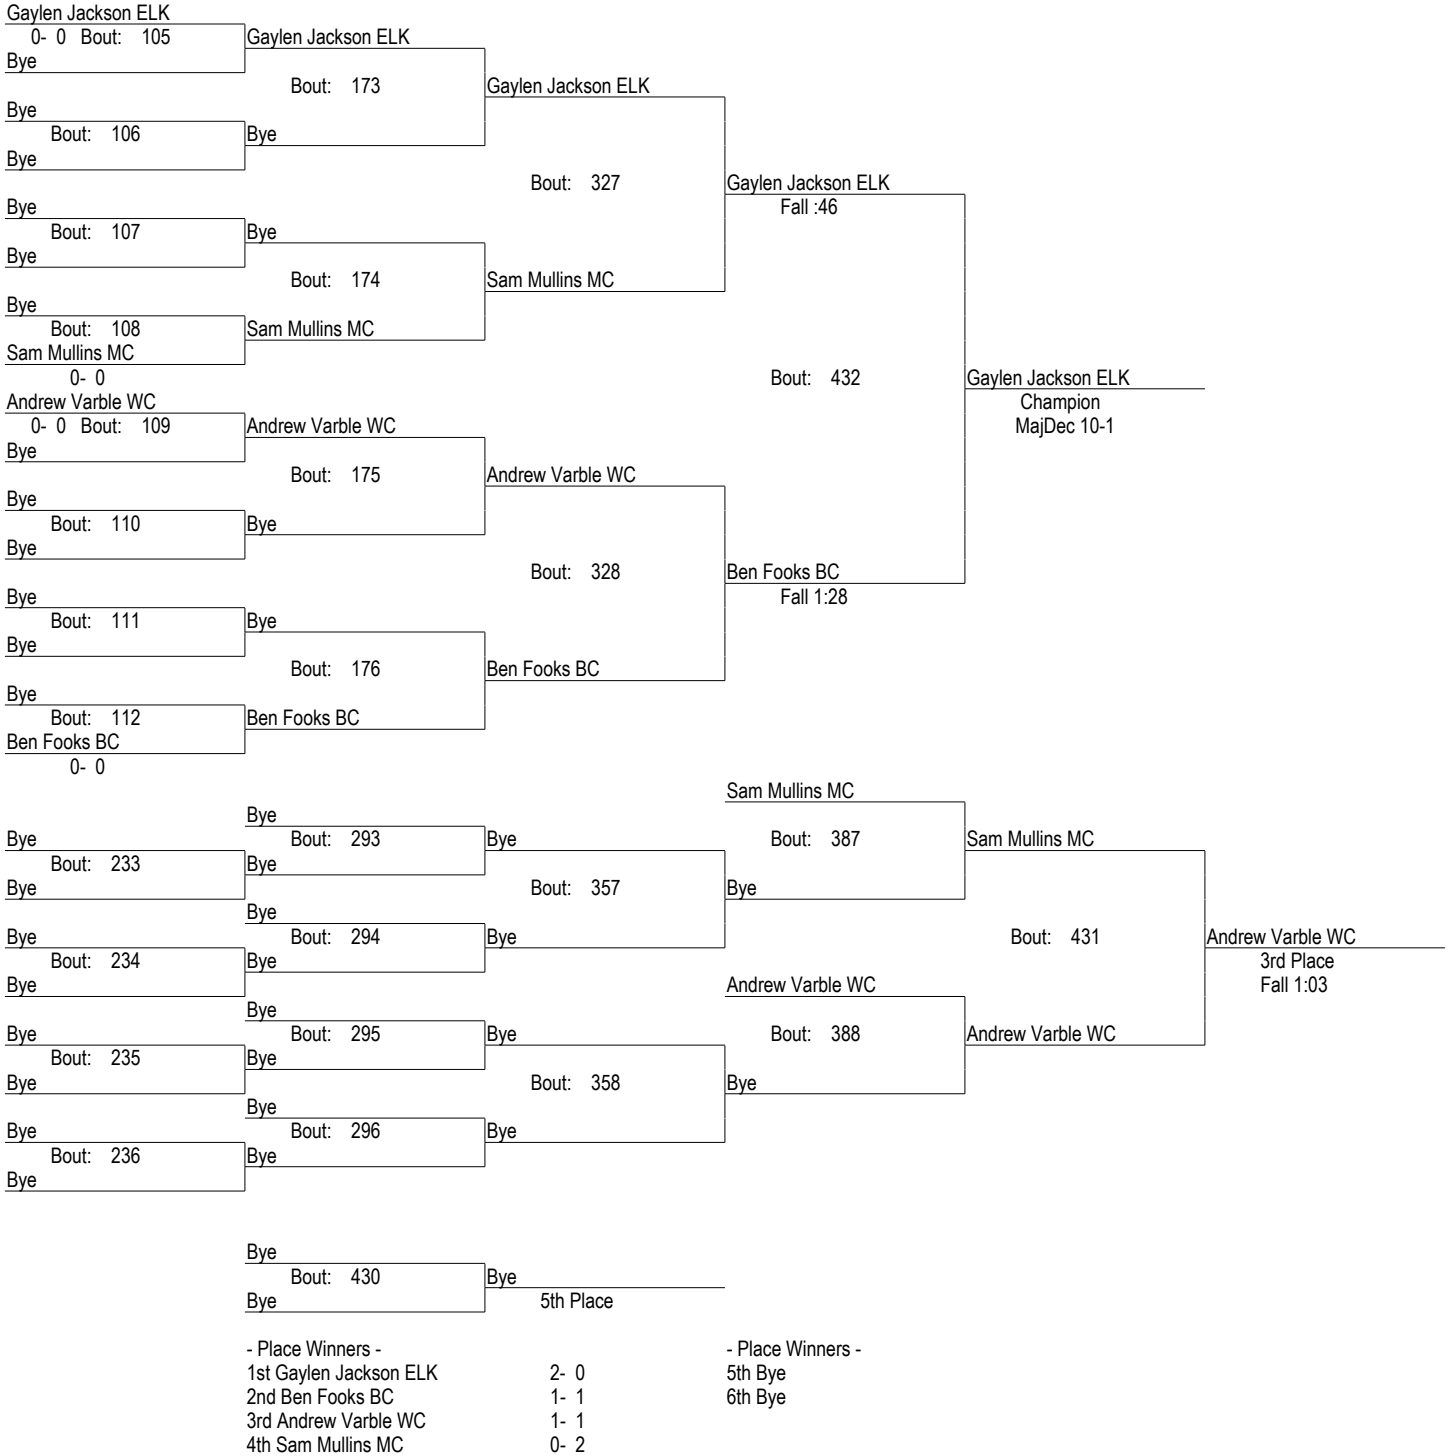 Gaylen Jackson ELK
0- 0 Bout: 105 Gaylen Jackson ELK
Bye
Bout: 173 Gaylen Jackson ELK
Bye
Bout: 106 Bye
Bye
Bout: 327 Gaylen Jackson ELK
Bye Fall :46
Bout: 107 Bye
Bye
Bout: 174 Sam Mullins MC
Bye
Bout: 108 Sam Mullins MC
Sam Mullins MC
0- 0 Bout: 432 Gaylen Jackson ELK
Andrew Varble WC Champion
0- 0 Bout: 109 Andrew Varble WC MajDec 10-1
Bye
Bout: 175 Andrew Varble WC
Bye
Bout: 110 Bye
Bye
Bout: 328 Ben Fooks BC
Bye Fall 1:28
Bout: 111 Bye
Bye
Bout: 176 Ben Fooks BC
Bye
Bout: 112 Ben Fooks BC
Ben Fooks BC
0- 0
Sam Mullins MC
Bye
Bye Bout: 293 Bye Bout: 387 Sam Mullins MC
Bout: 233 Bye
Bye Bout: 357 Bye
Bye
Bye Bout: 294 Bye Bout: 431 Andrew Varble WC
Bout: 234 Bye 3rd Place
Bye Andrew Varble WC Fall 1:03
Bye
Bye Bout: 295 Bye Bout: 388 Andrew Varble WC
Bout: 235 Bye
Bye Bout: 358 Bye
Bye
Bye Bout: 296 Bye
Bout: 236 Bye
Bye
Bye
Bout: 430 Bye
Bye 5th Place
- Place Winners - - Place Winners -
1st Gaylen Jackson ELK 2- 0 5th Bye
2nd Ben Fooks BC 1- 1 6th Bye
3rd Andrew Varble WC 1- 1
4th Sam Mullins MC 0- 2